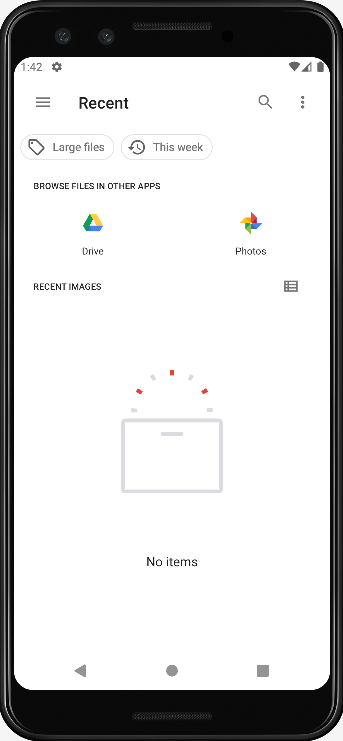 1:42
Recent
Large files
This week
BROWSE FILES IN OTHER APPS
Drive
Photos
RECENT IMAGES
No items